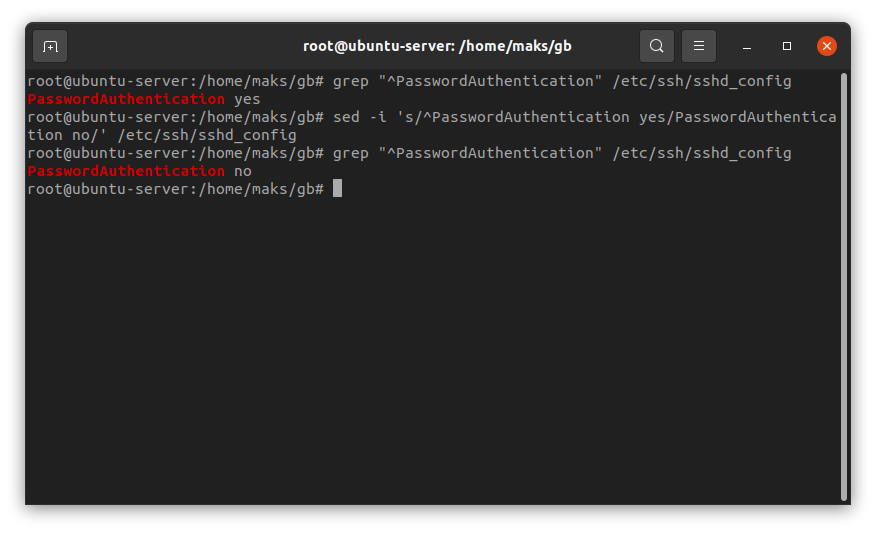 root@ubuntu-server: /home/maks/gb
root@ubuntu-server:/home/maks/gb# grep "^PasswordAuthentication" /etc/ssh/sshd_config
PasswordAuthentication yes
root@ubuntu-server:/home/maks/gb# sed -i 's/^PasswordAuthentication yes/PasswordAuthentica
tion no/' /etc/ssh/sshd_config
root@ubuntu-server:/home/maks/gb# grep "^PasswordAuthentication" /etc/ssh/sshd_config
PasswordAuthentication no
root@ubuntu-server:/home/maks/gb#